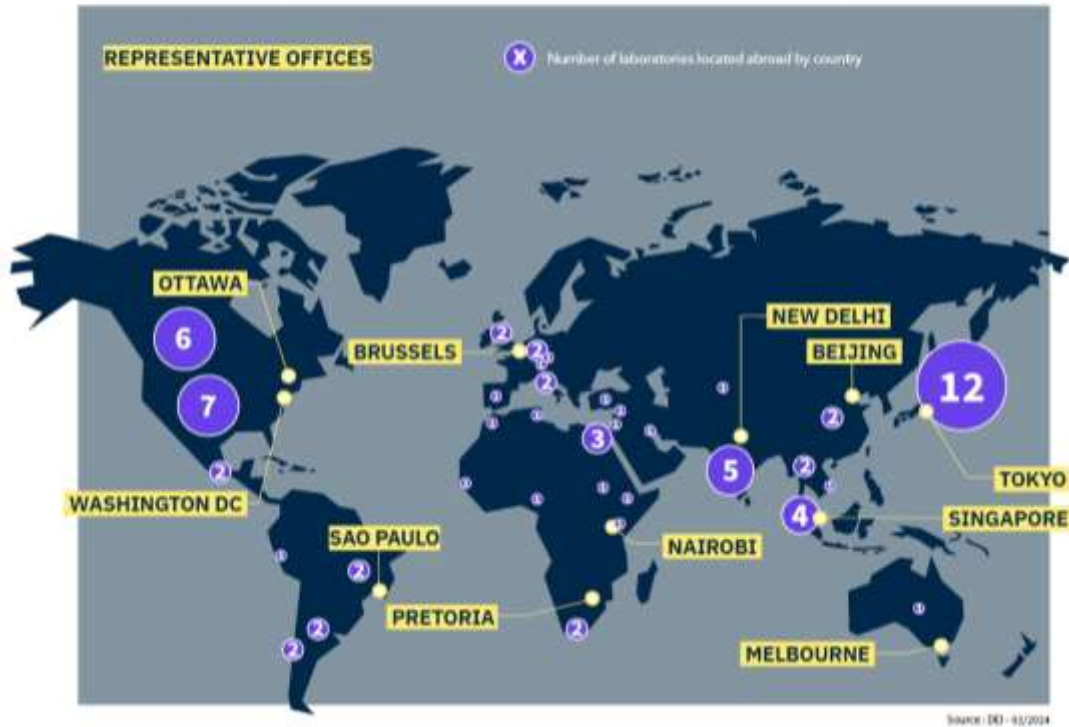 REPRESENTATIVE OFFICES
X Number of laboratories located abroad by country
OTTAWA
6
NEW DELHI
2
BRUSSELS
2
BEIJING
12
2
7
2
3
2
5
2
TOKYO
WASHINGTON DC
4
SINGAPORE
SAO PAULO
NAIROBI
2
PRETORIA
2
2
2
MELBOURNE